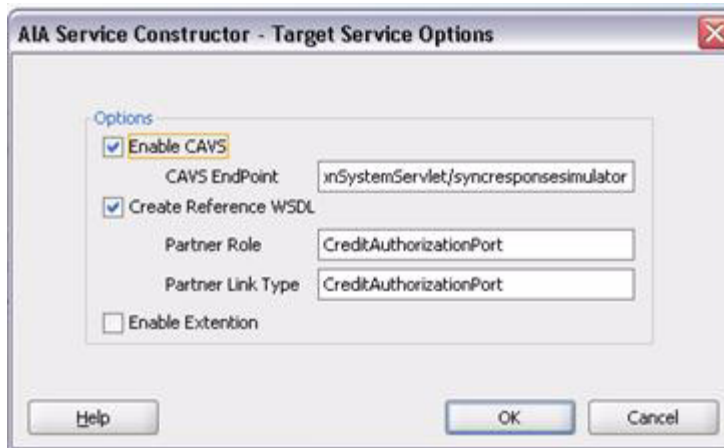 AIA Service Constructor - Target Service Options
Options
Enable CAVS
CAVS EndPoint
nSystemServlet/syncresponsesimulator
Create Reference WSDL
Partner Role
CreditAuthorizationPort
Partner Link Type
CreditAuthorizationPort
Enable Extention
Help
OK
Cancel